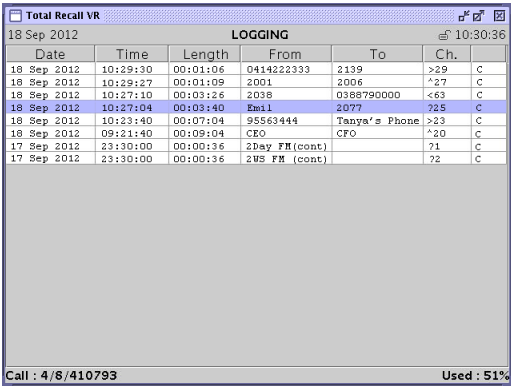 Total Recall VR
18 Sep 2012 LOGGING 10:30:36
Date Time Length From To Ch.
18 Sep 2012 10:29:30 00:01:06 0414222333 2139 >29 C
18 Sep 2012 10:29:27 00:01:09 2001 2006 ^27 C
18 Sep 2012 10:27:10 00:03:26 2038 0388790000 <63 C
18 Sep 2012 10:27:04 00:03:40 Emil 2077 ?25 C
18 Sep 2012 10:23:40 00:07:04 95563444 Tanya's Phone >23 C
18 Sep 2012 09:21:40 00:09:04 CEO CFO ^20 C
17 Sep 2012 23:30:00 00:00:36 2Day FM(cont) ?1 C
17 Sep 2012 23:30:00 00:00:36 2WS FM (cont) ?2 C
Call : 4/8/410793 Used : 51%